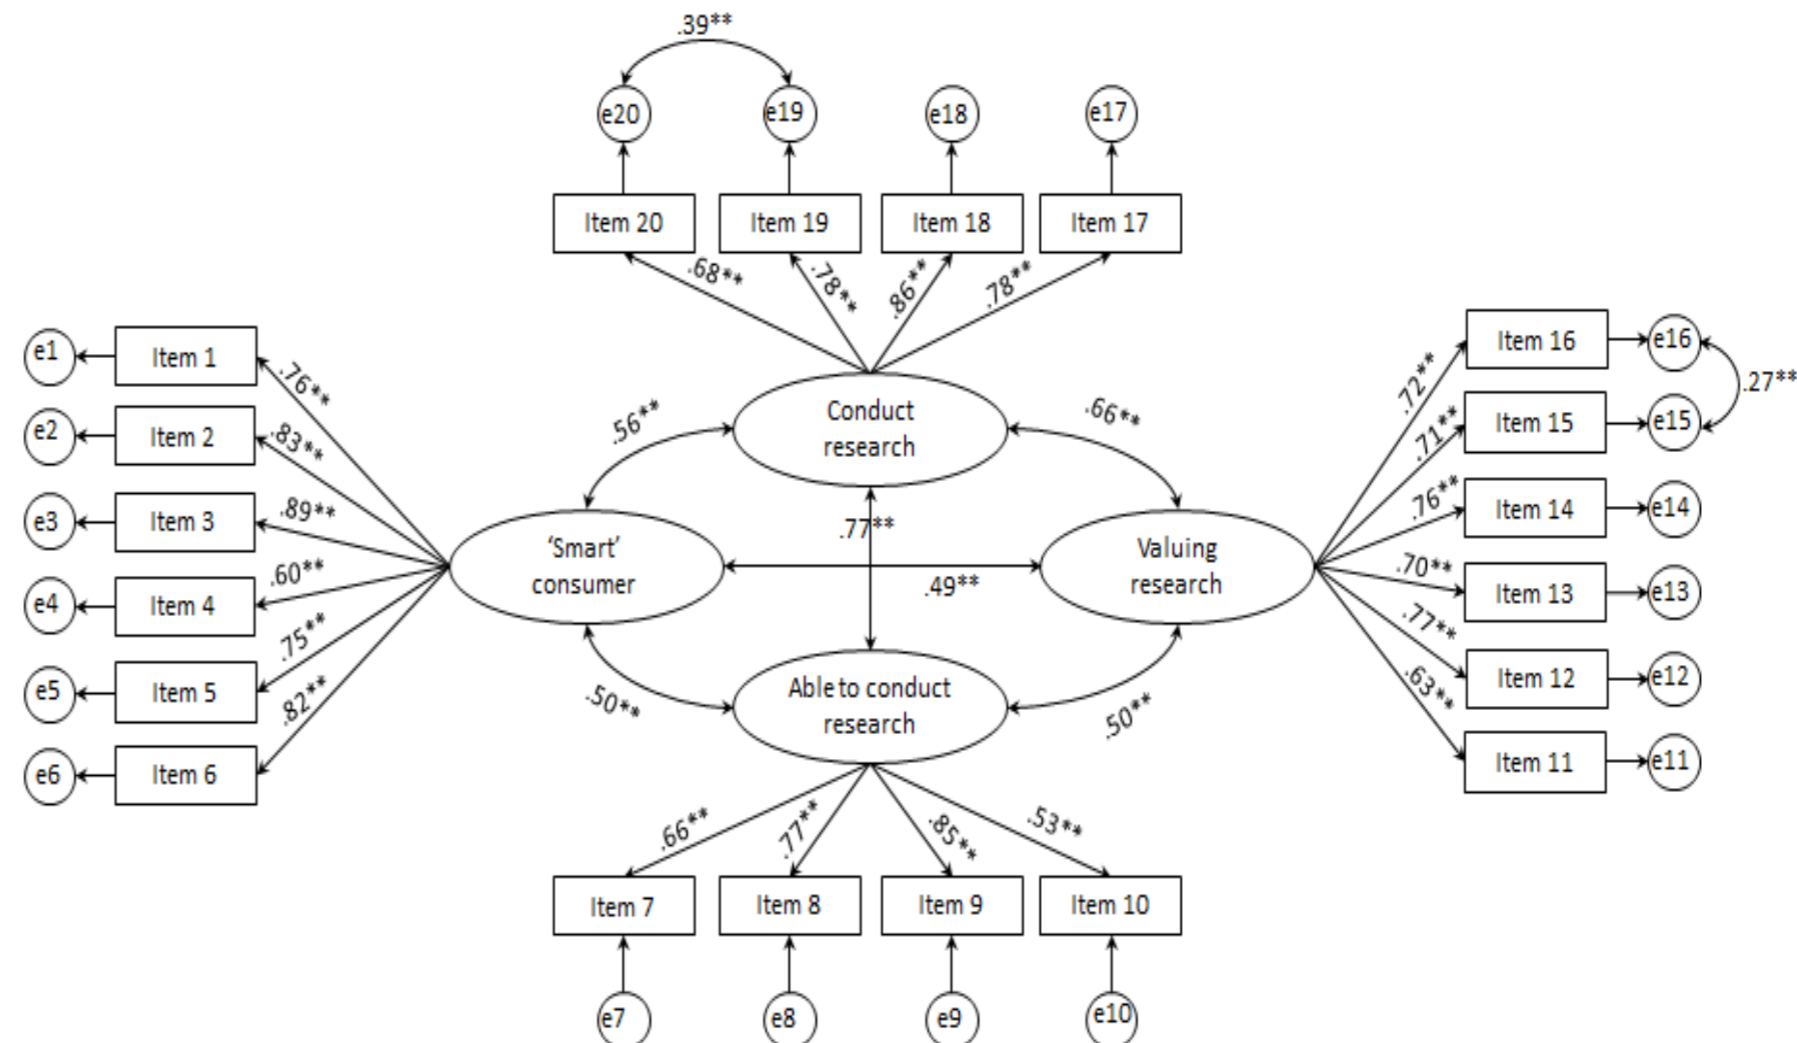 .39**
e20
e19
e18
e17
Item 20
Item 19
Item 18
Item 17
.68**
.78**
.86**
.78**
e1
Item 1
.76**
e2
Item 2
.83**
e3
Item 3
.89**
e4
Item 4
.60**
e5
Item 5
.75**
e6
Item 6
.82**
Conduct
research
.56**
.66**
‘Smart’
consumer
.77**
.49**
Valuing
research
Able to conduct
research
.50**
.50**
.72**
Item 16
e16
.27**
.71**
Item 15
e15
.76**
Item 14
e14
.70**
Item 13
e13
.77**
Item 12
e12
.63**
Item 11
e11
.66**
.77**
.85**
.53**
Item 7
Item 8
Item 9
Item 10
e7
e8
e9
e10